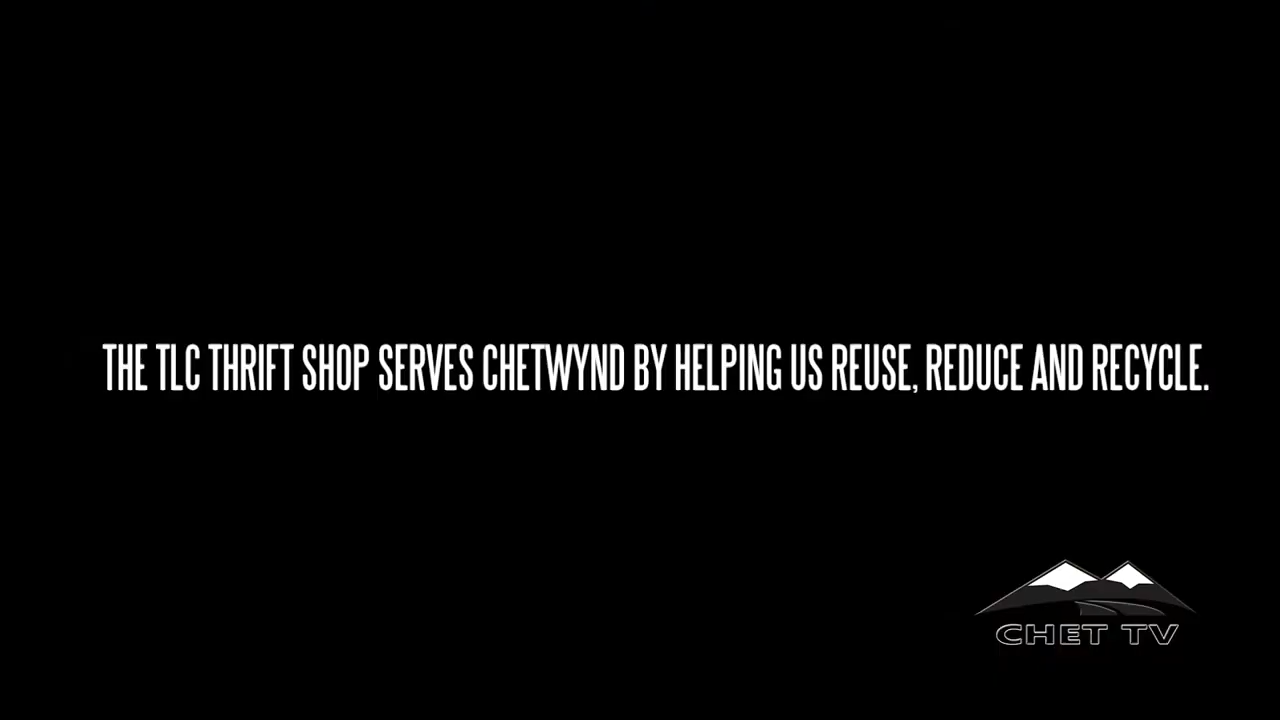 THE TLC THRIFT SHOP SERVES CHETWYND BY HELPING US REUSE, REDUCE AND RECYCLE.
CHET TV